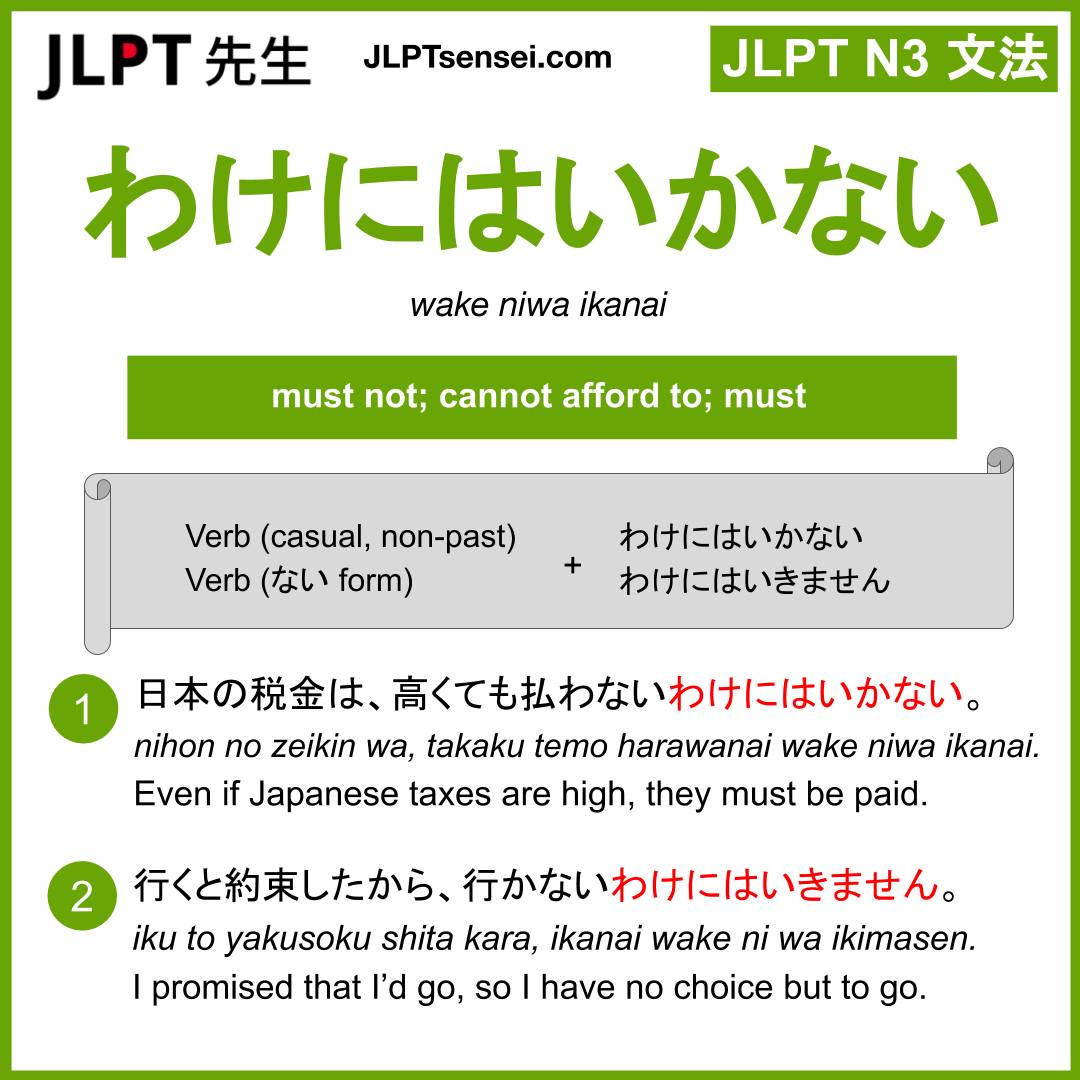 JLPT 先生 JLPTsensei.com JLPT N3 文法
わけにはいかない
wake niwa ikanai
must not; cannot afford to; must
Verb (casual, non-past)
Verb (ない form)
+
わけにはいかない
わけにはいきません
1 日本の税金は、高くても払わないわけにはいかない。
nihon no zeikin wa, takaku temo harawanai wake niwa ikanai.
Even if Japanese taxes are high, they must be paid.
2 行くと約束したから、行かないわけにはいきません。
iku to yakusoku shita kara, ikanai wake ni wa ikimasen.
I promised that I’d go, so I have no choice but to go.